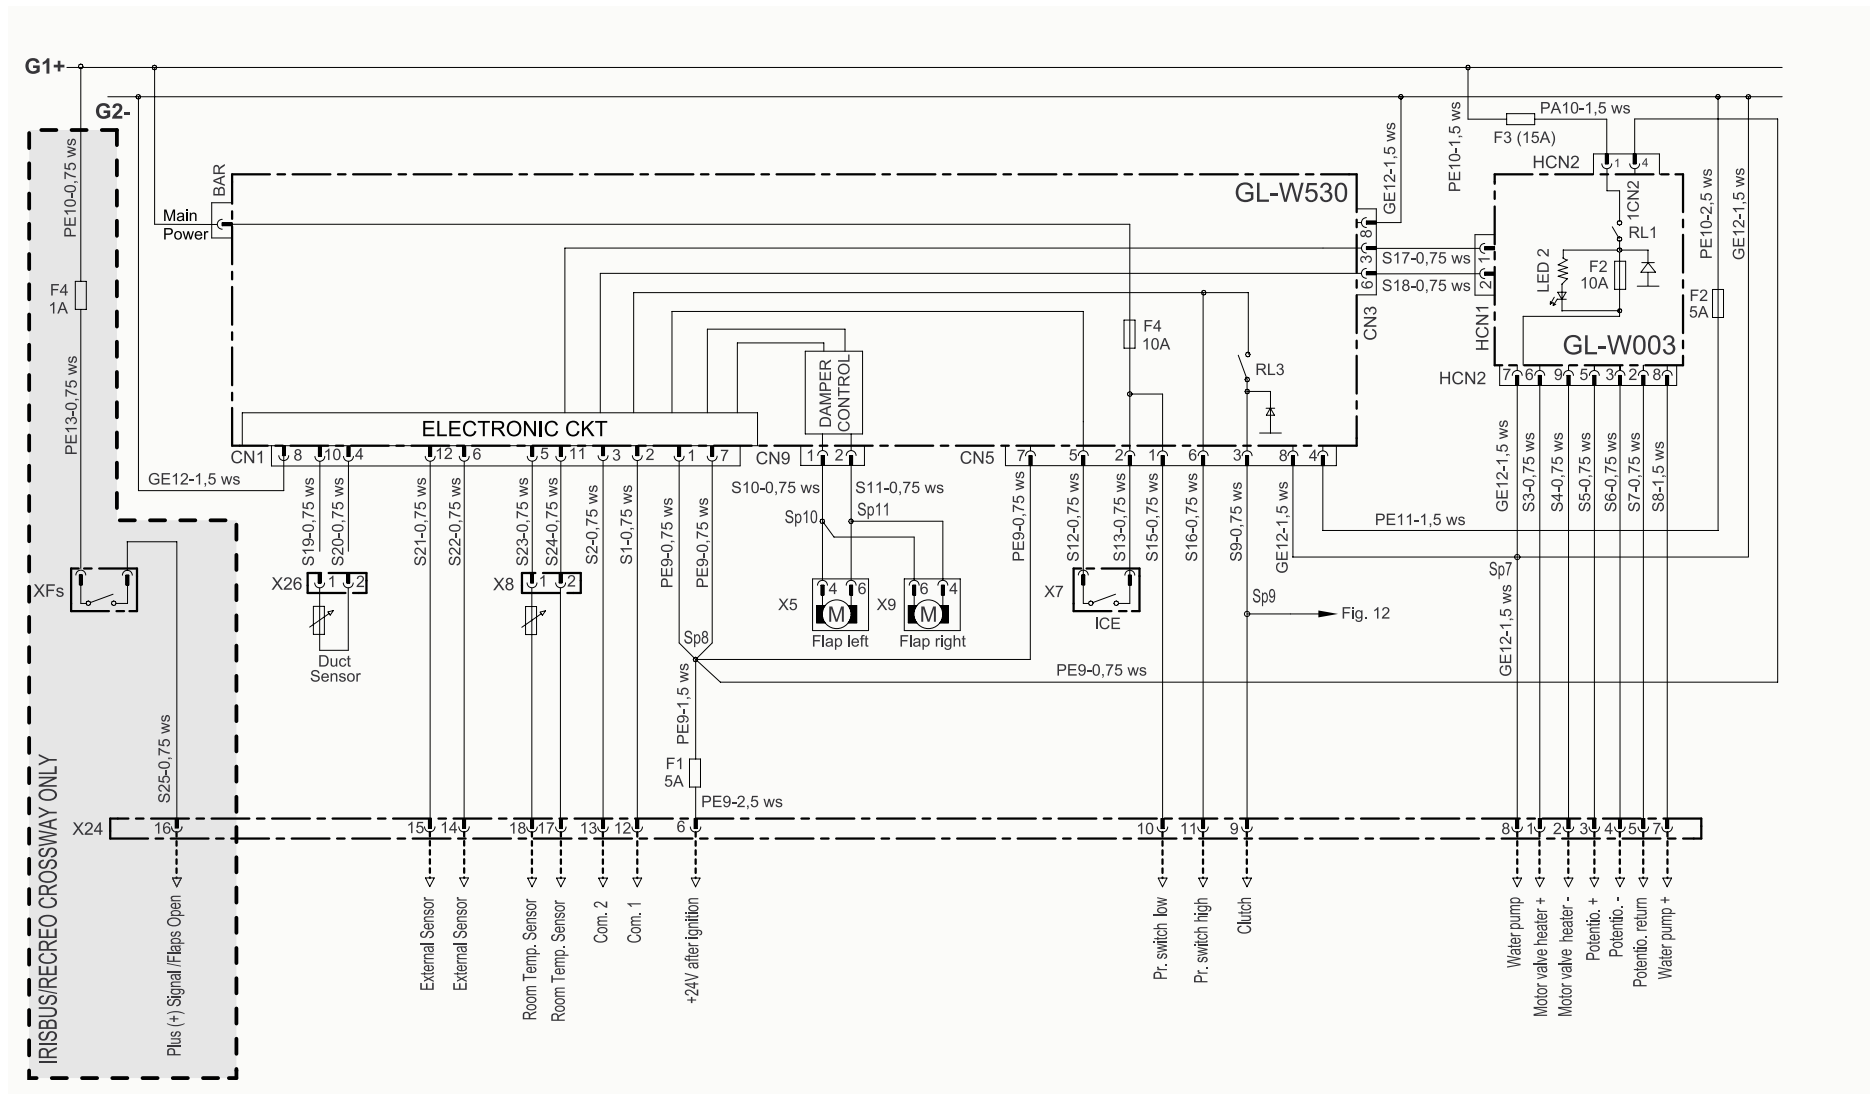 G1+
G2-
PE10-0,75 ws
F4
1A
PE13-0,75 ws
XFs
S25-0,75 ws
IRISBUS/RECREO CROSSWAY ONLY
Main
Power
BAR
GL-W530
GE12-1,5 ws
8
3
6
CN3
S17-0,75 ws
S18-0,75 ws
PE10-1,5 ws
PA10-1,5 ws
F3 (15A)
HCN2
1
4
1CN2
RL1
LED 2
F2
10A
GL-W003
1
2
HCN1
PE10-2,5 ws
GE12-1,5 ws
F2
5A
HCN2
7 6 9 5 3 2 8
F4
10A
RL3
DAMPER
CONTROL
ELECTRONIC CKT
CN1
8 10 4 12 6 5 11 3 2 1 7
CN9
1 2
CN5
7 5 2 1 6 3 8 4
GE12-1,5 ws
S19-0,75 ws
S20-0,75 ws
S21-0,75 ws
S22-0,75 ws
S23-0,75 ws
S24-0,75 ws
S2-0,75 ws
S1-0,75 ws
PE9-0,75 ws
PE9-0,75 ws
S10-0,75 ws
S11-0,75 ws
Sp10
Sp11
PE9-0,75 ws
S12-0,75 ws
S13-0,75 ws
S15-0,75 ws
S16-0,75 ws
S9-0,75 ws
GE12-1,5 ws
PE11-1,5 ws
GE12-1,5 ws
S3-0,75 ws
S4-0,75 ws
S5-0,75 ws
S6-0,75 ws
S7-0,75 ws
S8-1,5 ws
X26
1 2
Duct
Sensor
X8
1 2
X5
4 6
M
Flap left
X9
6 4
M
Flap right
X7
ICE
Sp7
Sp9
Fig. 12
Sp8
PE9-0,75 ws
GE12-1,5 ws
PE9-1,5 ws
F1
5A
PE9-2,5 ws
X24
16 15 14 18 17 13 12 6 10 11 9 8 1 2 3 4 5 7
Plus (+) Signal /Flaps Open
External Sensor
External Sensor
Room Temp. Sensor
Room Temp. Sensor
Com. 2
Com. 1
+24V after ignition
Pr. switch low
Pr. switch high
Clutch
Water pump
Motor valve heater +
Motor valve heater -
Potentio. +
Potentio. -
Potentio. return
Water pump +